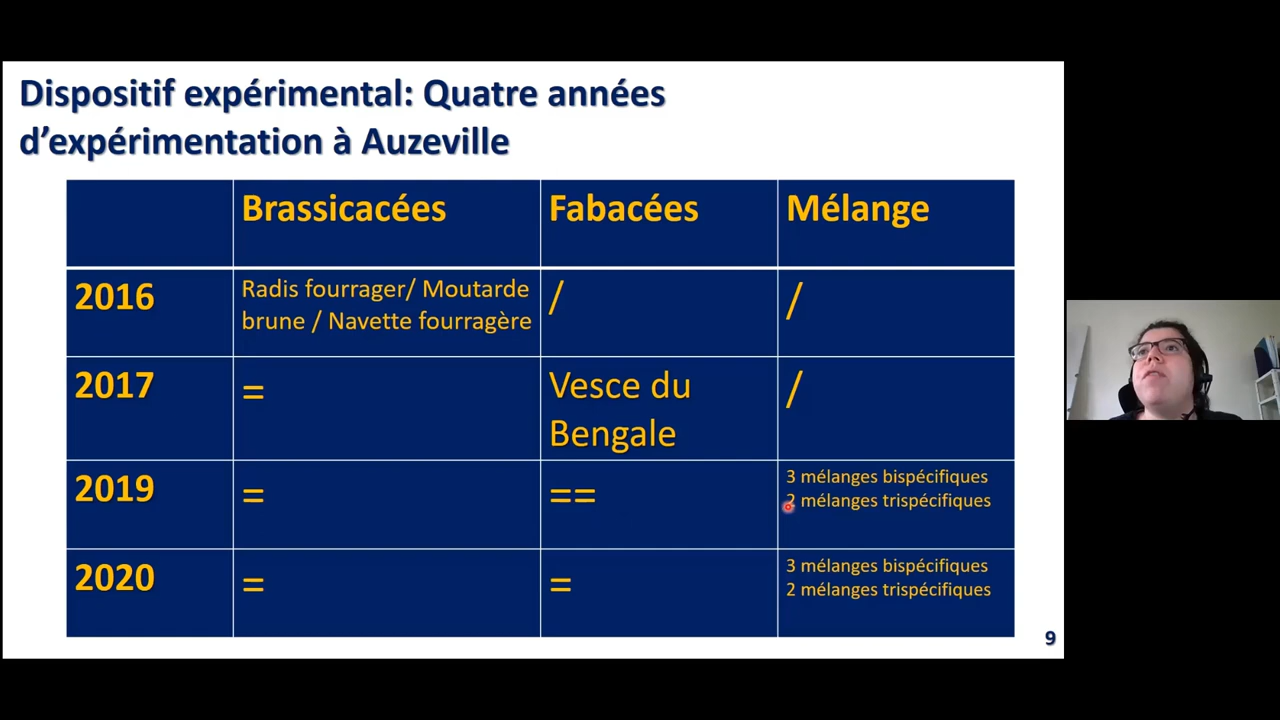 Dispositif expérimental: Quatre années
d’expérimentation à Auzeville
Brassicacées Fabacées Mélange
2016 Radis fourrager/ Moutarde / /
brune / Navette fourragère
2017 = Vesce du /
Bengale
2019 = == 3 mélanges bispécifiques
2 mélanges trispécifiques
2020 = = 3 mélanges bispécifiques
2 mélanges trispécifiques
9